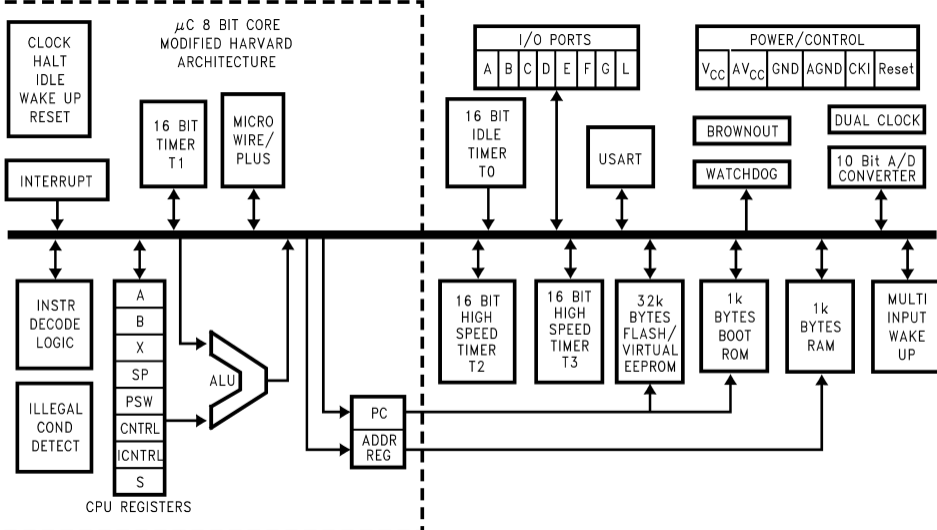 μC 8 BIT CORE
MODIFIED HARVARD
ARCHITECTURE
CLOCK
HALT
IDLE
WAKE UP
RESET
16 BIT
TIMER
T1
MICRO
WIRE/
PLUS
INTERRUPT
I/O PORTS
A B C D E F G L
POWER/CONTROL
VCC AVCC GND AGND CKI Reset
16 BIT
IDLE
TIMER
T0
USART
BROWNOUT
WATCHDOG
DUAL CLOCK
10 Bit A/D
CONVERTER
INSTR
DECODE
LOGIC
ILLEGAL
COND
DETECT
A
B
X
SP
PSW
CNTRL
ICNTRL
S
CPU REGISTERS
ALU
PC
ADDR
REG
16 BIT
HIGH
SPEED
TIMER
T2
16 BIT
HIGH
SPEED
TIMER
T3
32k
BYTES
FLASH/
VIRTUAL
EEPROM
1k
BYTES
BOOT
ROM
1k
BYTES
RAM
MULTI
INPUT
WAKE
UP